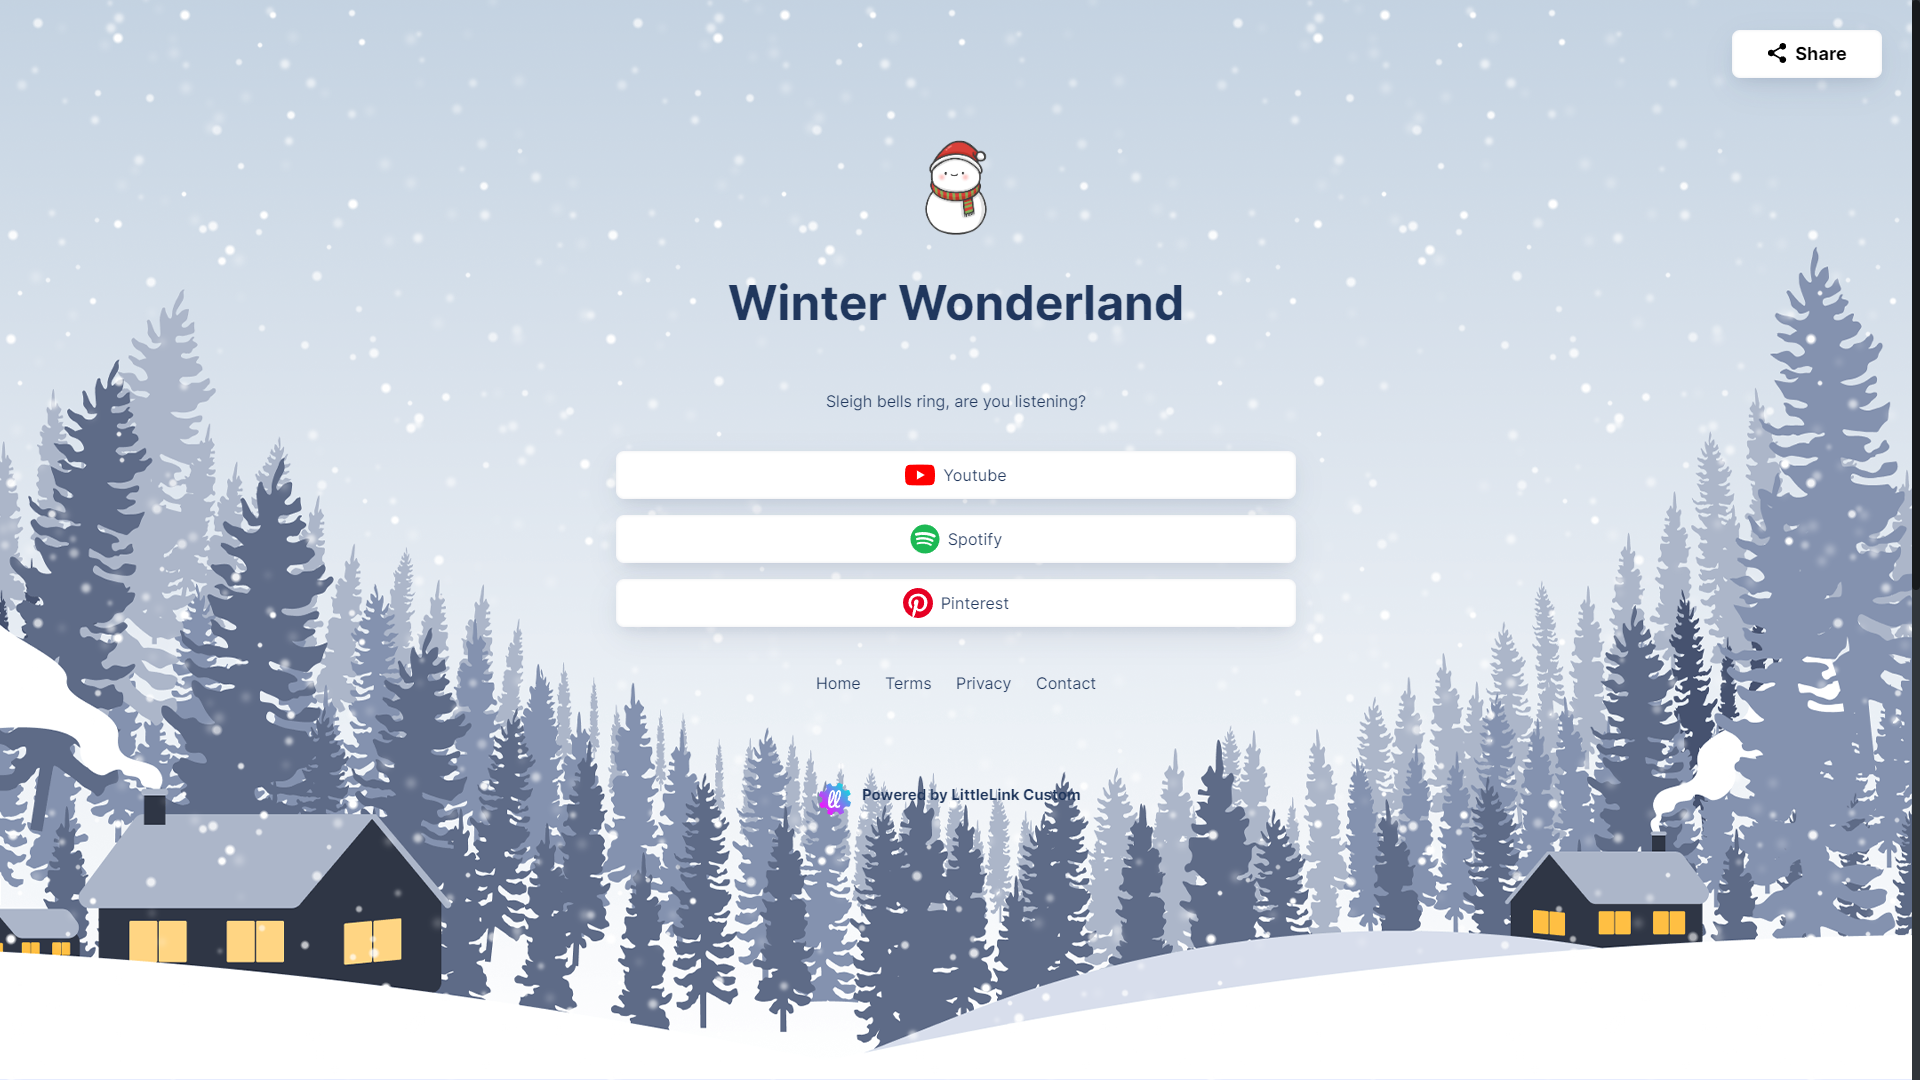 Share
Winter Wonderland
Sleigh bells ring, are you listening?
Youtube
Spotify
Pinterest
Home Terms Privacy Contact
Powered by LittleLink Custom